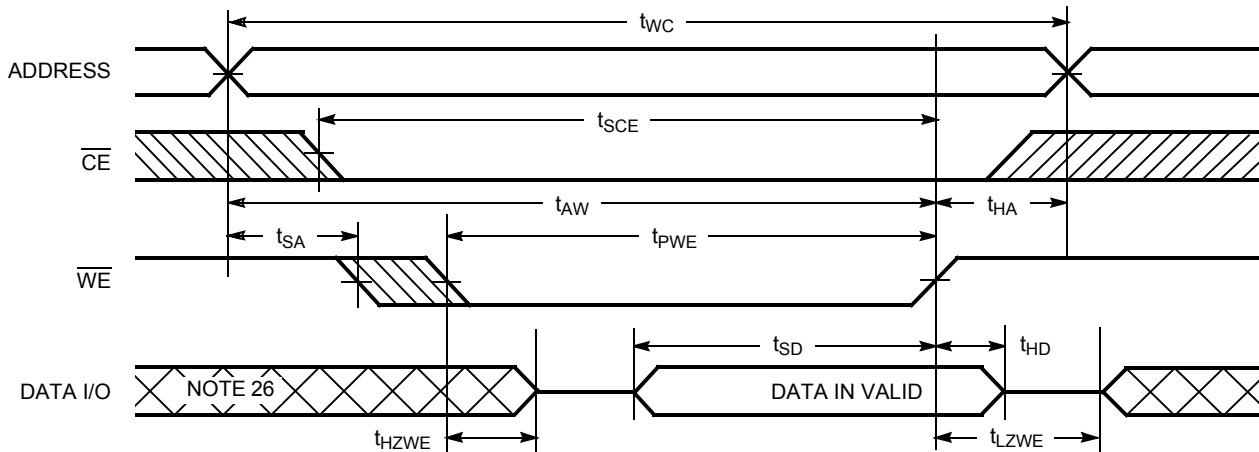 tWC
ADDRESS
tSCE
CE
tAW
tHA
tSA
tPWE
WE
tSD
tHD
DATA I/O
NOTE 26
DATA IN VALID
tHZWE
tLZWE